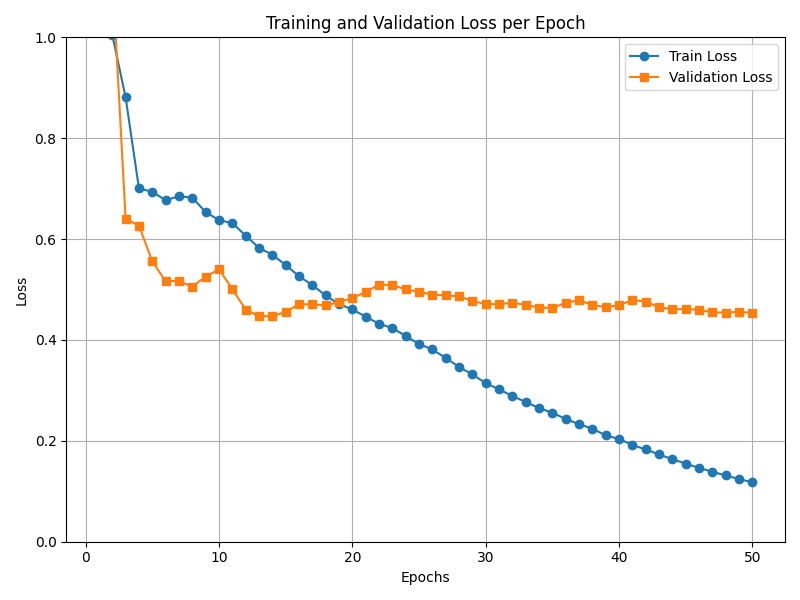 Training and Validation Loss per Epoch
Train Loss
Validation Loss
Loss
1.0
0.8
0.6
0.4
0.2
0.0
0 10 20 30 40 50
Epochs